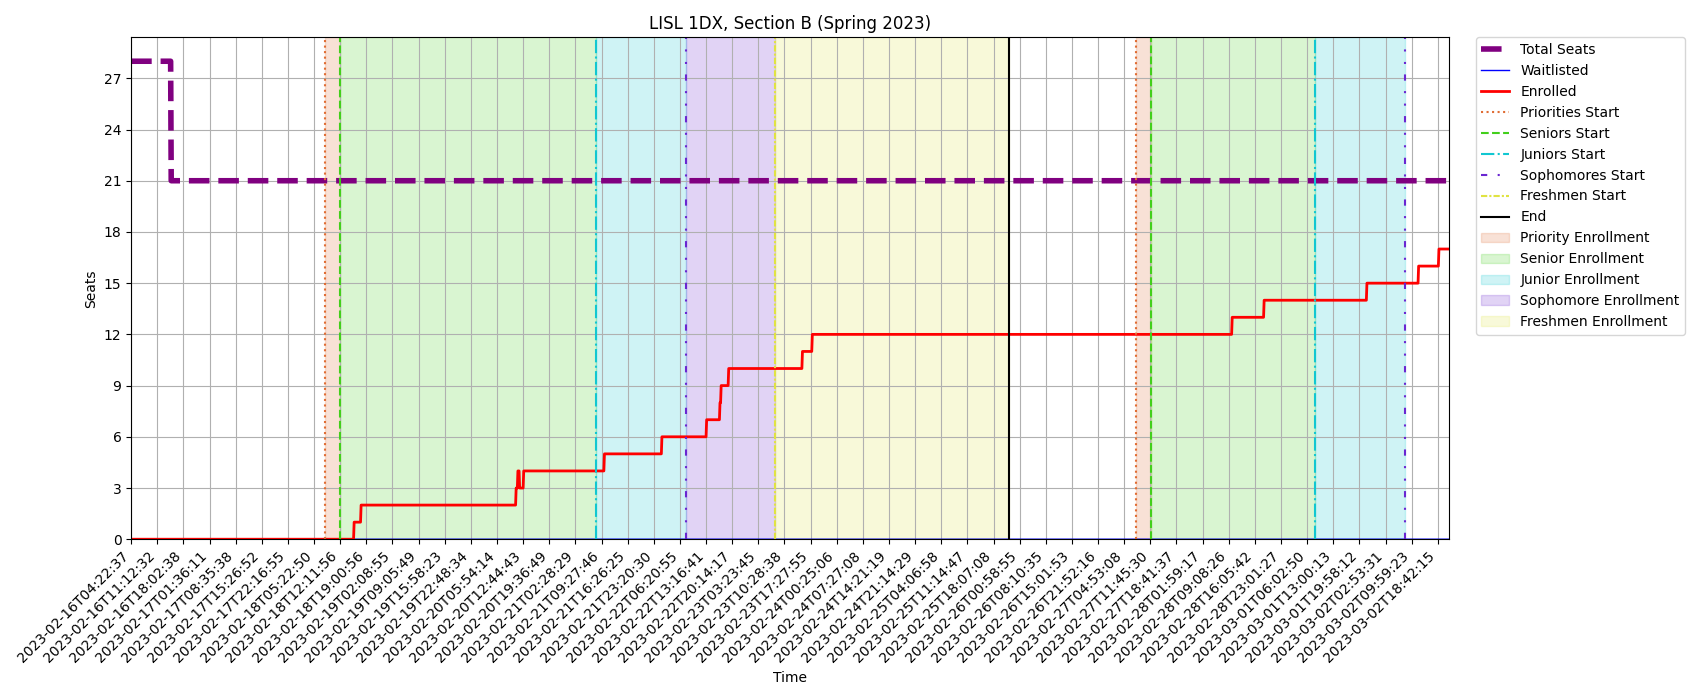 LISL 1DX, Section B (Spring 2023)
Seats
27
24
21
18
15
12
9
6
3
0
2023-02-16T04:22:37
2023-02-16T11:12:32
2023-02-16T18:02:38
2023-02-17T01:36:11
2023-02-17T08:35:38
2023-02-17T15:26:52
2023-02-17T22:16:55
2023-02-18T05:22:50
2023-02-18T12:11:56
2023-02-18T19:00:56
2023-02-19T02:08:55
2023-02-19T09:05:49
2023-02-19T15:58:23
2023-02-19T22:48:34
2023-02-20T05:54:14
2023-02-20T12:44:43
2023-02-20T19:36:49
2023-02-21T02:28:29
2023-02-21T09:27:46
2023-02-21T16:26:25
2023-02-21T23:20:30
2023-02-22T06:20:55
2023-02-22T13:16:41
2023-02-22T20:14:17
2023-02-23T03:23:45
2023-02-23T10:28:38
2023-02-23T17:27:55
2023-02-24T00:25:06
2023-02-24T07:27:08
2023-02-24T14:21:19
2023-02-24T21:14:29
2023-02-25T04:06:58
2023-02-25T11:14:47
2023-02-25T18:07:08
2023-02-26T00:58:55
2023-02-26T08:10:35
2023-02-26T15:01:53
2023-02-26T21:52:16
2023-02-27T04:53:08
2023-02-27T11:45:30
2023-02-27T18:41:37
2023-02-28T01:59:17
2023-02-28T09:08:26
2023-02-28T16:05:42
2023-02-28T23:01:27
2023-03-01T06:02:50
2023-03-01T13:00:13
2023-03-01T19:58:12
2023-03-02T02:53:31
2023-03-02T09:59:23
2023-03-02T18:42:15
Time
Total Seats
Waitlisted
Enrolled
Priorities Start
Seniors Start
Juniors Start
Sophomores Start
Freshmen Start
End
Priority Enrollment
Senior Enrollment
Junior Enrollment
Sophomore Enrollment
Freshmen Enrollment